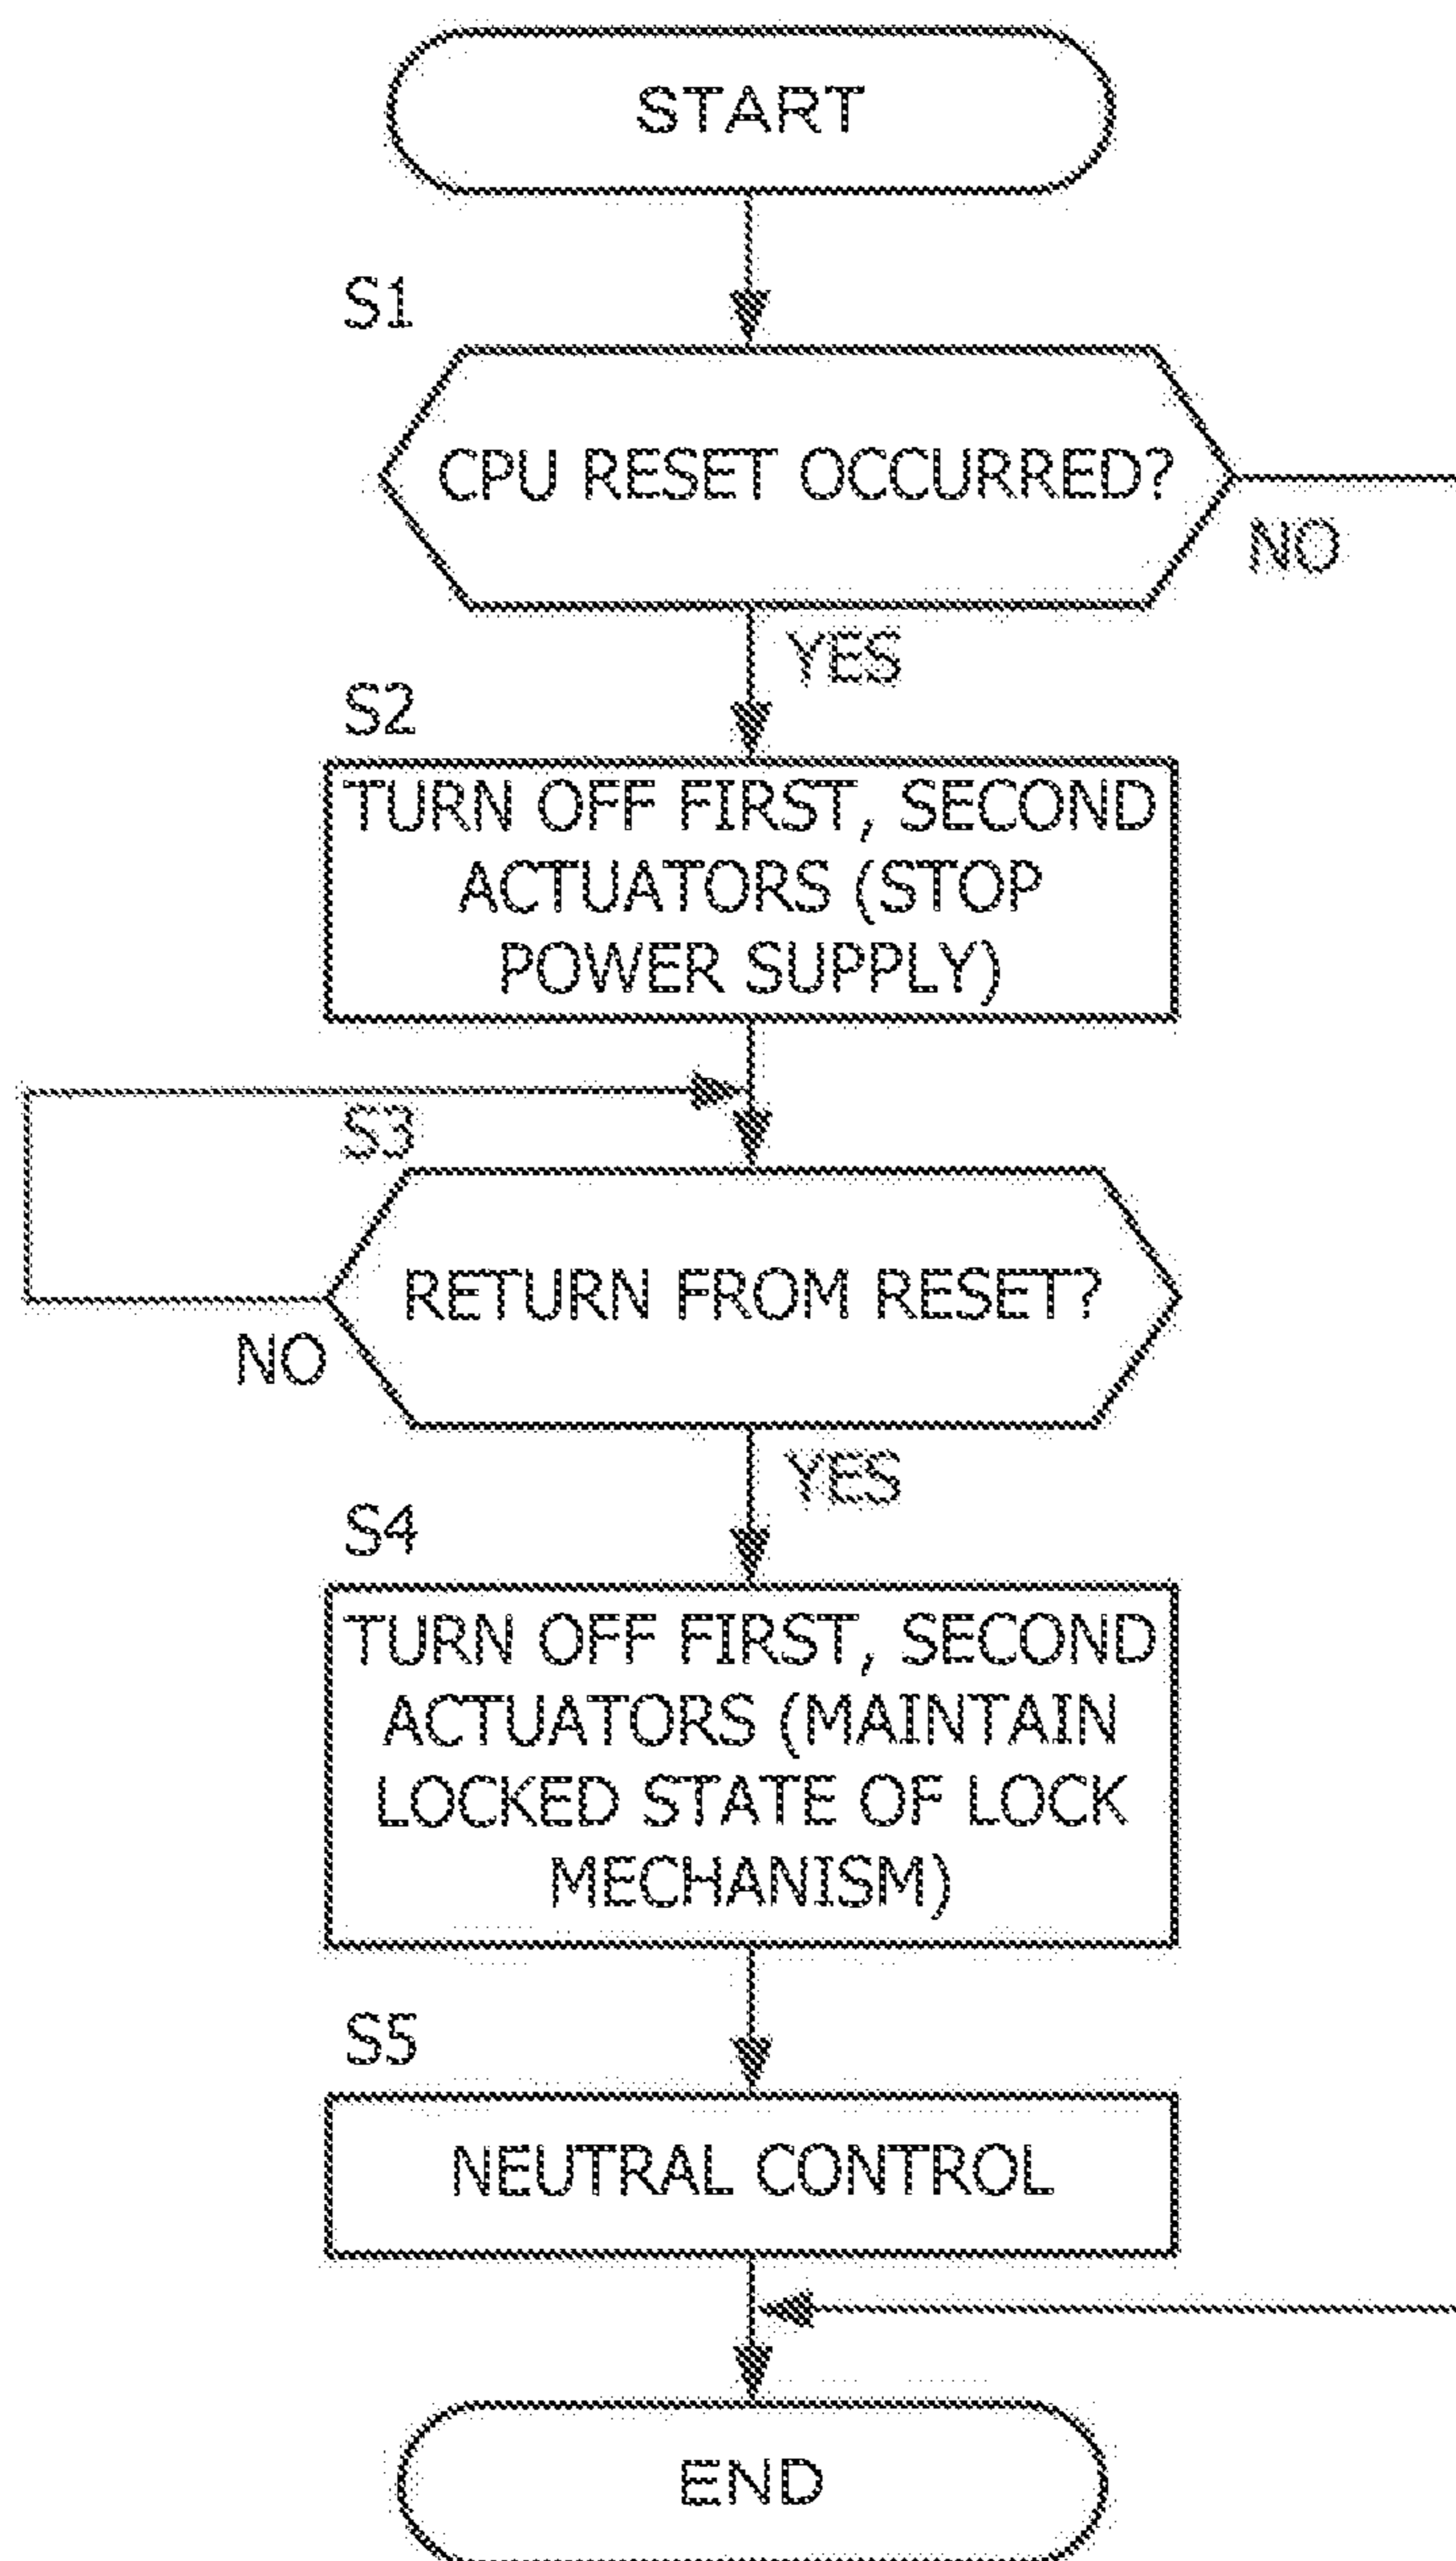 START
S1
CPU RESET OCCURRED?
NO
YES
S2
TURN OFF FIRST, SECOND
ACTUATORS (STOP
POWER SUPPLY)
S3
RETURN FROM RESET?
NO
YES
S4
TURN OFF FIRST, SECOND
ACTUATORS (MAINTAIN
LOCKED STATE OF LOCK
MECHANISM)
S5
NEUTRAL CONTROL
END